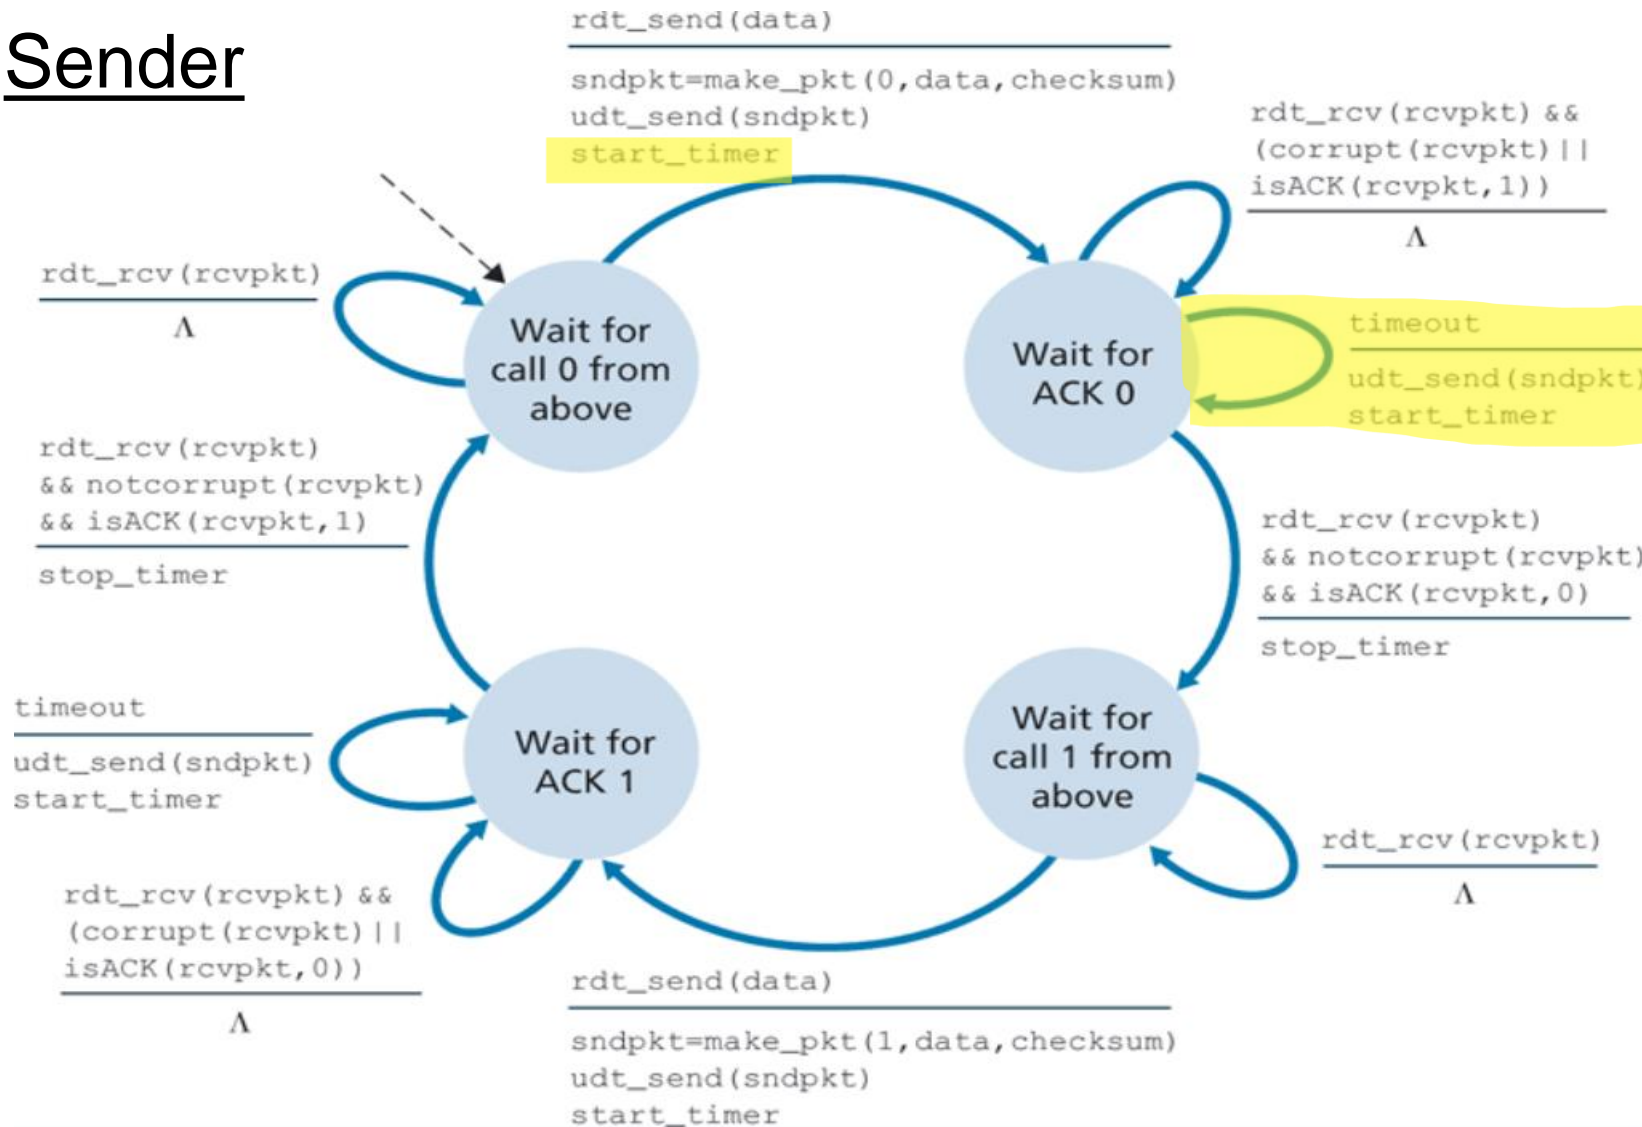 Sender
rdt_send(data)
sndpkt=make_pkt(0,data,checksum)
udt_send(sndpkt)
start_timer
rdt_rcv(rcvpkt) &&
(corrupt(rcvpkt)||
isACK(rcvpkt,1))
Λ
rdt_rcv(rcvpkt)
Λ
Wait for
call 0 from
above
Wait for
ACK 0
timeout
udt_send(sndpkt)
start_timer
rdt_rcv(rcvpkt)
&& notcorrupt(rcvpkt)
&& isACK(rcvpkt,1)
stop_timer
rdt_rcv(rcvpkt)
&& notcorrupt(rcvpkt)
&& isACK(rcvpkt,0)
stop_timer
timeout
udt_send(sndpkt)
start_timer
Wait for
ACK 1
Wait for
call 1 from
above
rdt_rcv(rcvpkt)
Λ
rdt_rcv(rcvpkt) &&
(corrupt(rcvpkt)||
isACK(rcvpkt,0))
Λ
rdt_send(data)
sndpkt=make_pkt(1,data,checksum)
udt_send(sndpkt)
start_timer